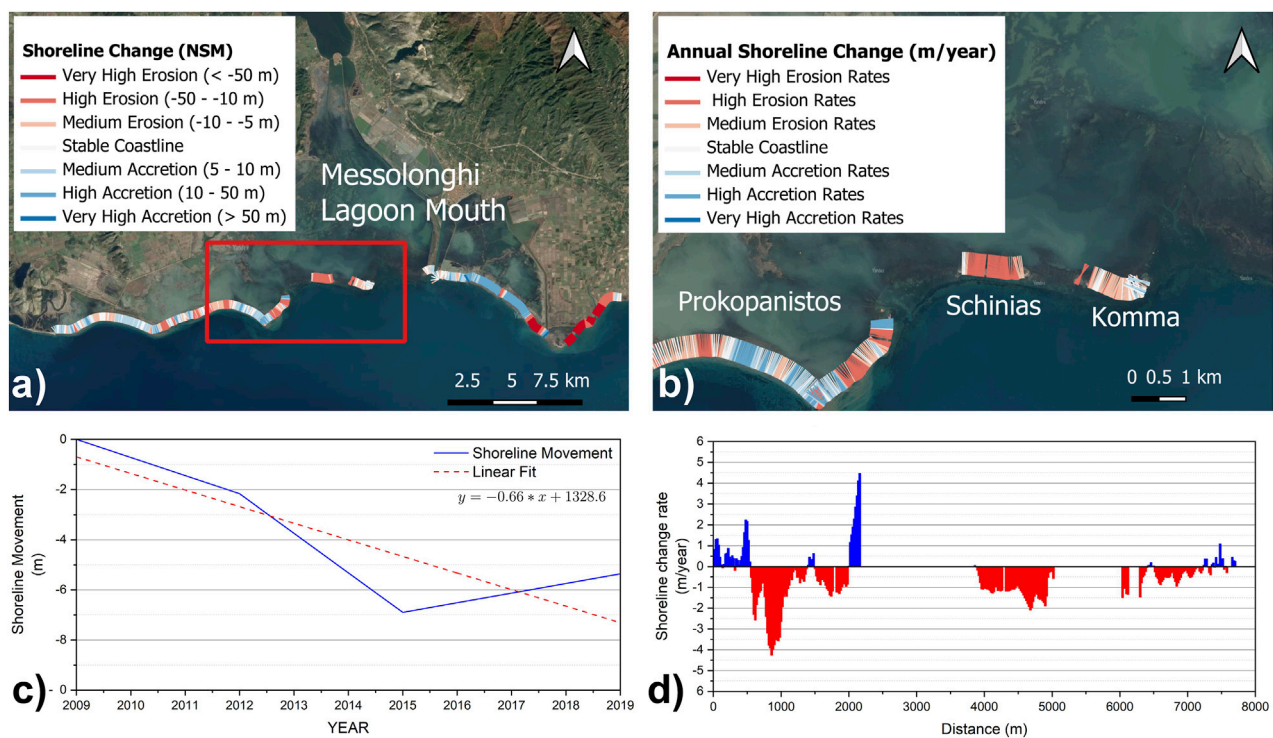 Shoreline Change (NSM)
Very High Erosion (< -50 m)
High Erosion (-50 - -10 m)
Medium Erosion (-10 - -5 m)
Stable Coastline
Medium Accretion (5 - 10 m)
High Accretion (10 - 50 m)
Very High Accretion (> 50 m)
Messolonghi
Lagoon Mouth
2.5 5 7.5 km
a)
Annual Shoreline Change (m/year)
Very High Erosion Rates
High Erosion Rates
Medium Erosion Rates
Stable Coastline
Medium Accretion Rates
High Accretion Rates
Very High Accretion Rates
Prokopanistos
Schinias
Komma
0 0.5 1 km
b)
Shoreline Movement
(m)
0
-2
-4
-6
-8
- 0
Shoreline Movement
Linear Fit
y = −0.66 ∗ x + 1328.6
2009 2010 2011 2012 2013 2014 2015 2016 2017 2018 2019
YEAR
c)
Shoreline change rate
(m/year)
6
5
4
3
2
1
0
-1
-2
-3
-4
-5
6
0 1000 2000 3000 4000 5000 6000 7000 8000
Distance (m)
d)